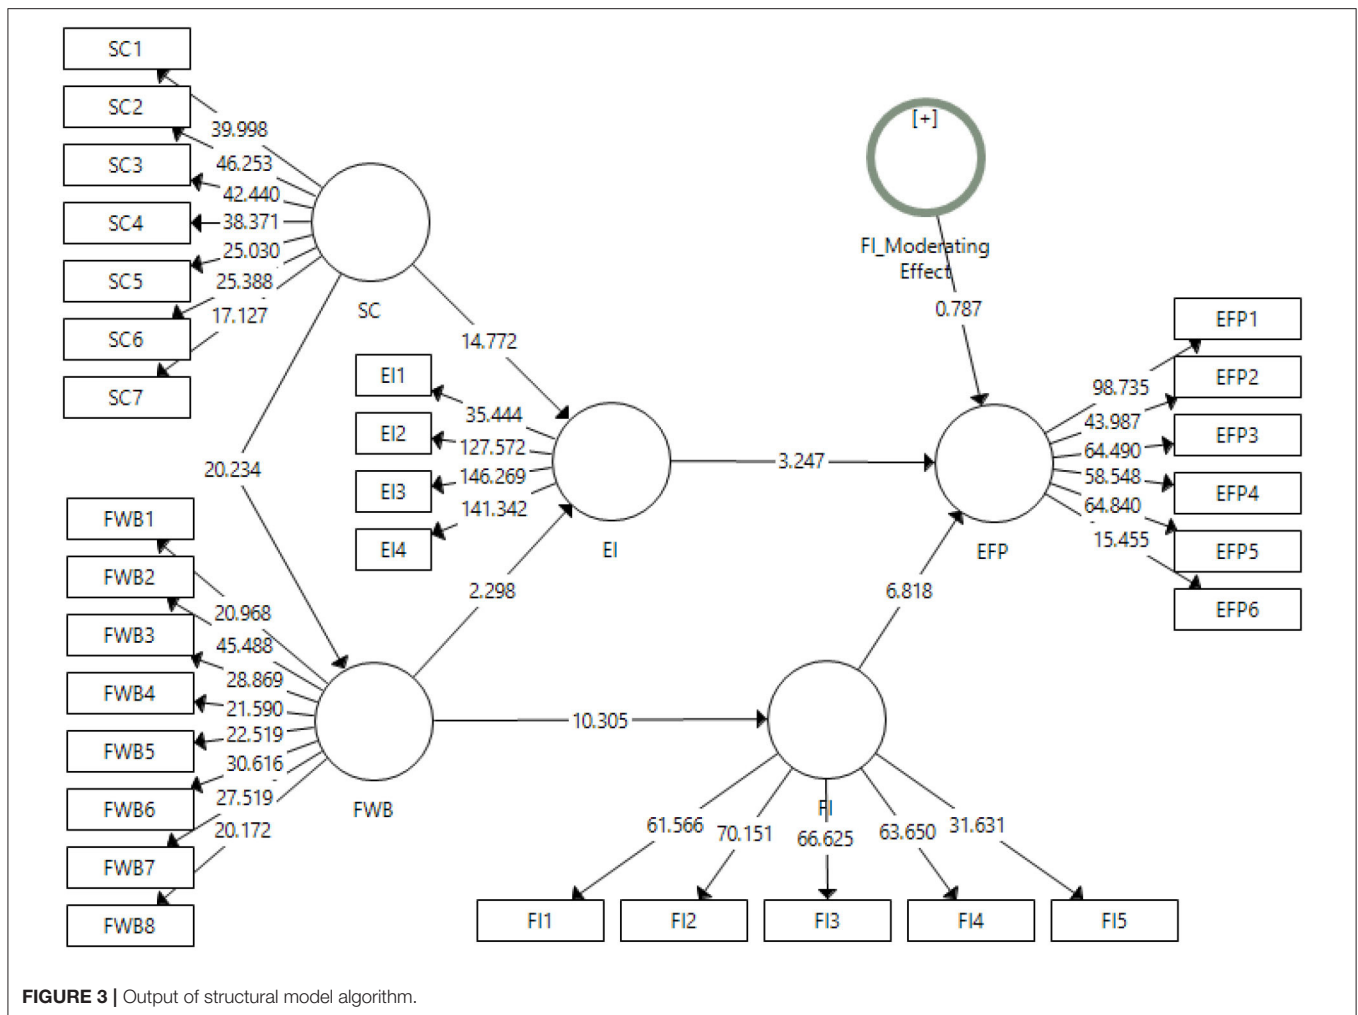 SC1
SC2
SC3
SC4
SC5
SC6
SC7
39.998
46.253
42.440
38.371
25.030
25.388
17.127
SC
[+]
FI_Moderating
Effect
0.787
14.772
20.234
EI1
EI2
EI3
EI4
35.444
127.572
146.269
141.342
EI
3.247
EFP
EFP1
EFP2
EFP3
EFP4
EFP5
EFP6
98.735
43.987
64.490
58.548
64.840
15.455
FWB1
FWB2
FWB3
FWB4
FWB5
FWB6
FWB7
FWB8
20.968
45.488
28.869
21.590
22.519
30.616
27.519
20.172
FWB
2.298
10.305
6.818
FI
61.566
70.151
66.625
63.650
31.631
FI1
FI2
FI3
FI4
FI5
FIGURE 3 | Output of structural model algorithm.